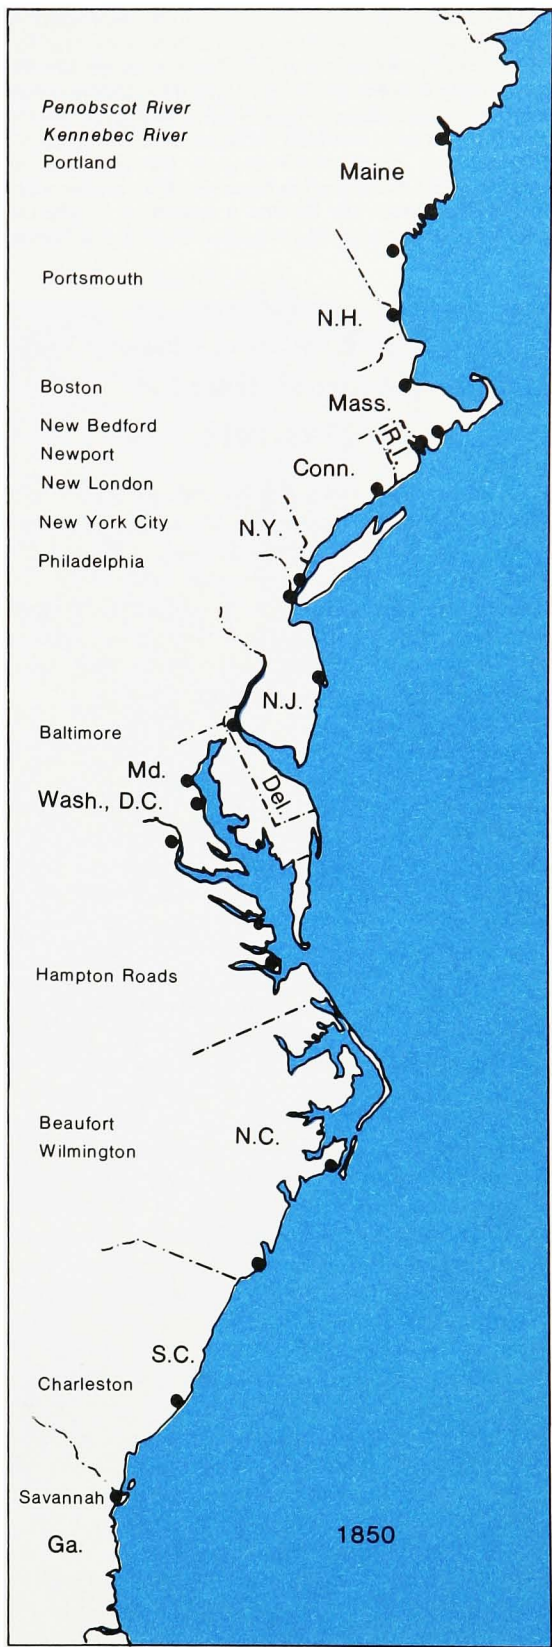 Penobscot River
Kennebec River
Portland
Maine
Portsmouth
N.H.
Boston
Mass.
New Bedford
R.I.
Newport
Conn.
New London
New York City
N.Y.
Philadelphia
N.J.
Baltimore
Md.
Del.
Wash., D.C.
Hampton Roads
Beaufort
N.C.
Wilmington
S.C.
Charleston
Savannah
Ga.
1850